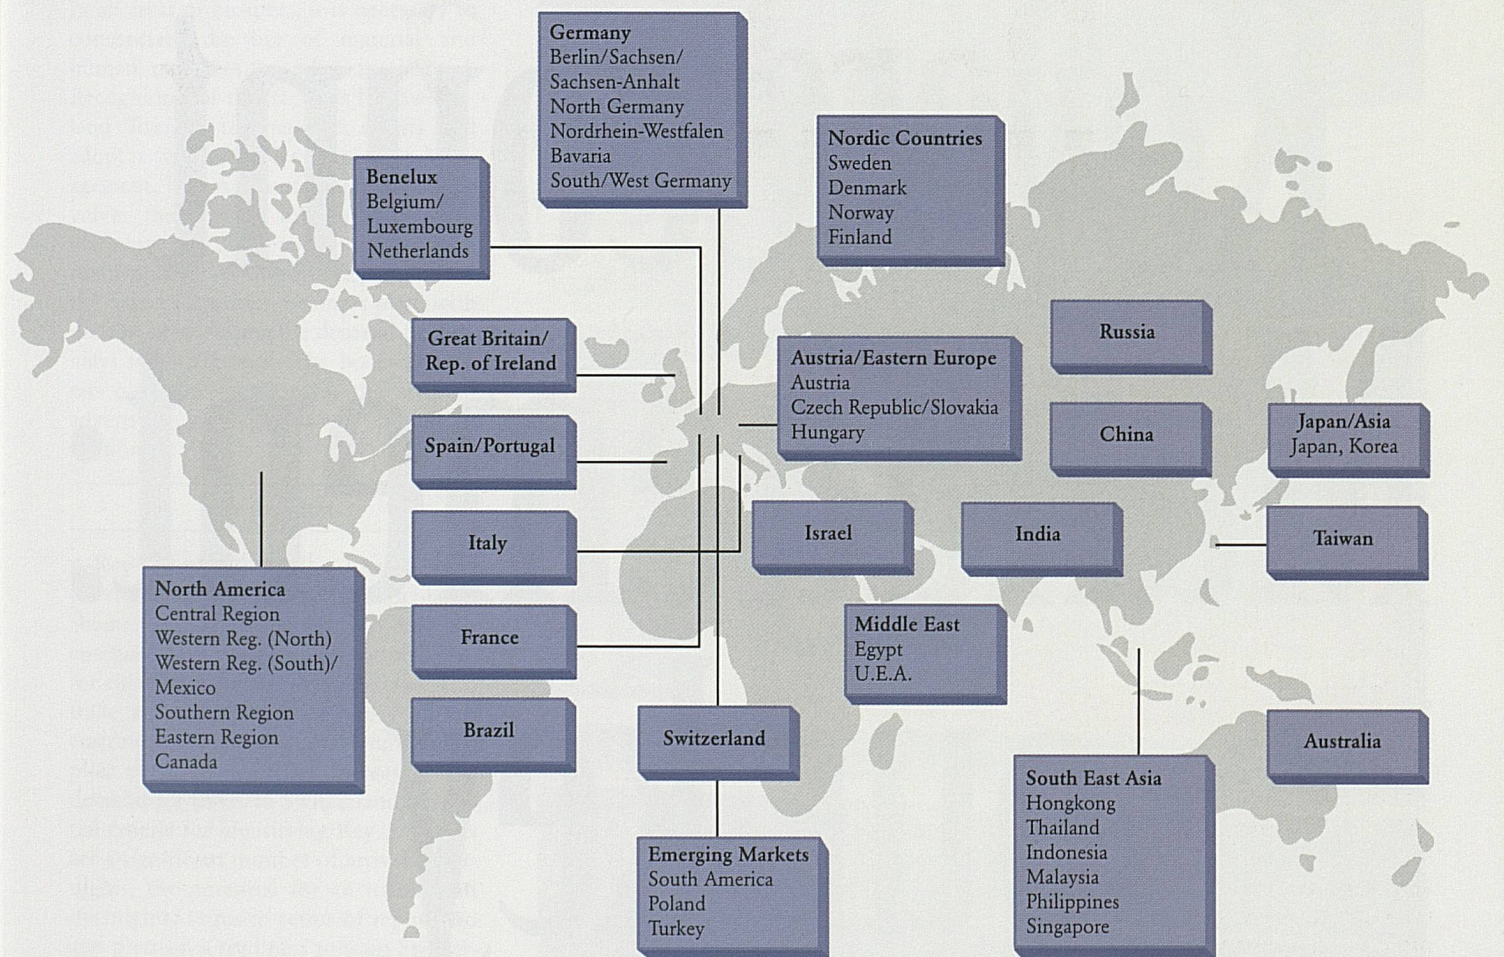 Germany
Berlin/Sachsen/
Sachsen-Anhalt
North Germany
Nordrhein-Westfalen
Bavaria
South/West Germany
Nordic Countries
Sweden
Denmark
Norway
Finland
Benelux
Belgium/
Luxembourg
Netherlands
Great Britain/
Rep. of Ireland
Austria/Eastern Europe
Austria
Czech Republic/Slovakia
Hungary
Russia
Spain/Portugal
China
Japan/Asia
Japan, Korea
Italy
Israel
India
Taiwan
North America
Central Region
Western Reg. (North)
Western Reg. (South)/
Mexico
Southern Region
Eastern Region
Canada
France
Middle East
Egypt
U.E.A.
Brazil
Switzerland
Australia
South East Asia
Hongkong
Thailand
Indonesia
Malaysia
Philippines
Singapore
Emerging Markets
South America
Poland
Turkey